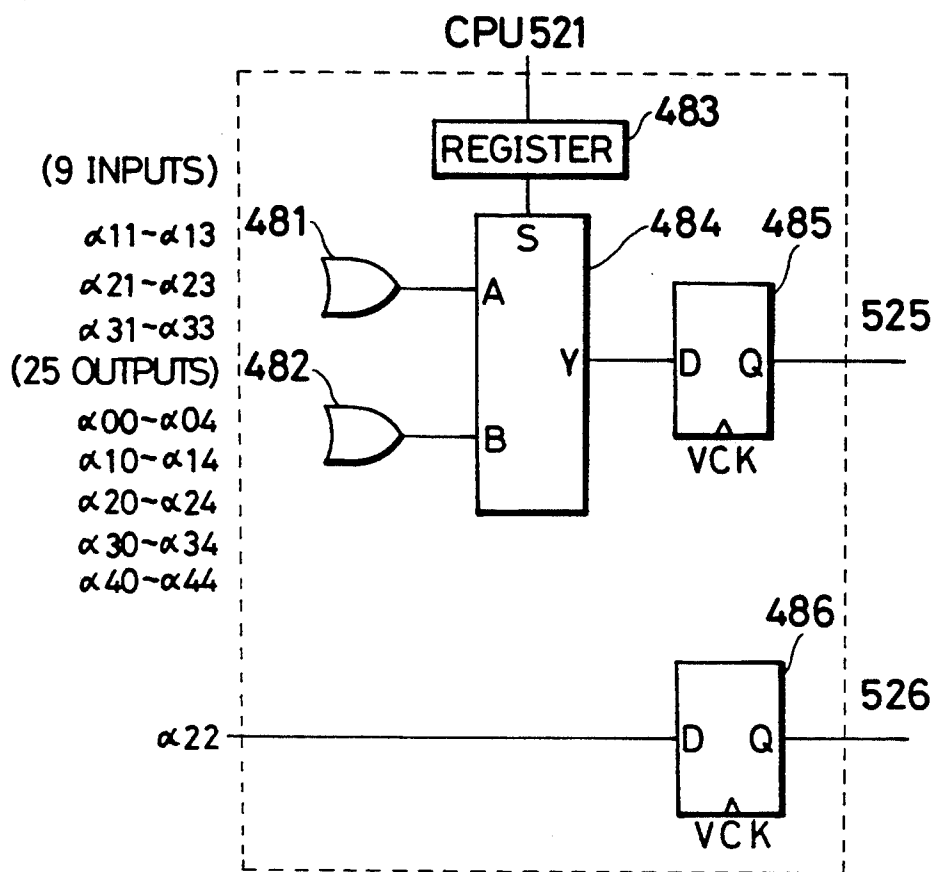 CPU521
483
REGISTER
(9 INPUTS)
α11~α13
481
S
484
485
α21~α23
A
α31~α33
525
(25 OUTPUTS)
482
Y
D Q
α00~α04
B
α10~α14
VCK
α20~α24
α30~α34
α40~α44
486
526
α22
D Q
VCK